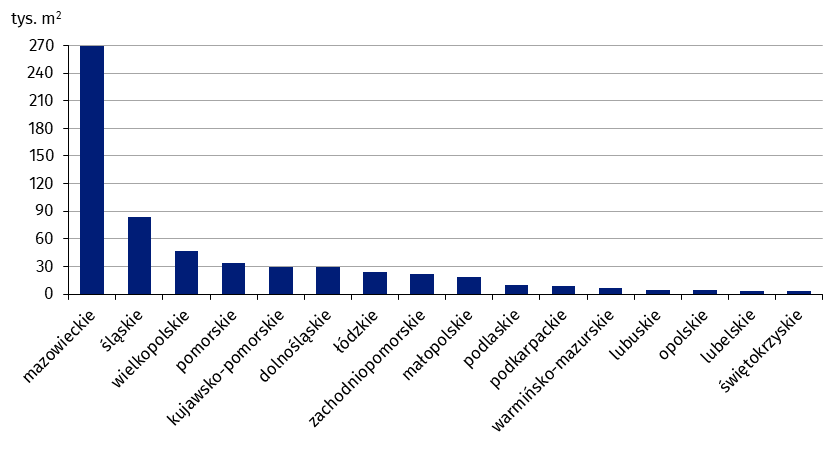 tys. m²
270
240
210
180
150
120
90
60
30
0
mazowieckie
śląskie
wielkopolskie
pomorskie
kujawsko-pomorskie
dolnośląskie
łódzkie
zachodniopomorskie
małopolskie
podlaskie
podkarpackie
warmińsko-mazurskie
lubuskie
opolskie
lubelskie
świętokrzyskie